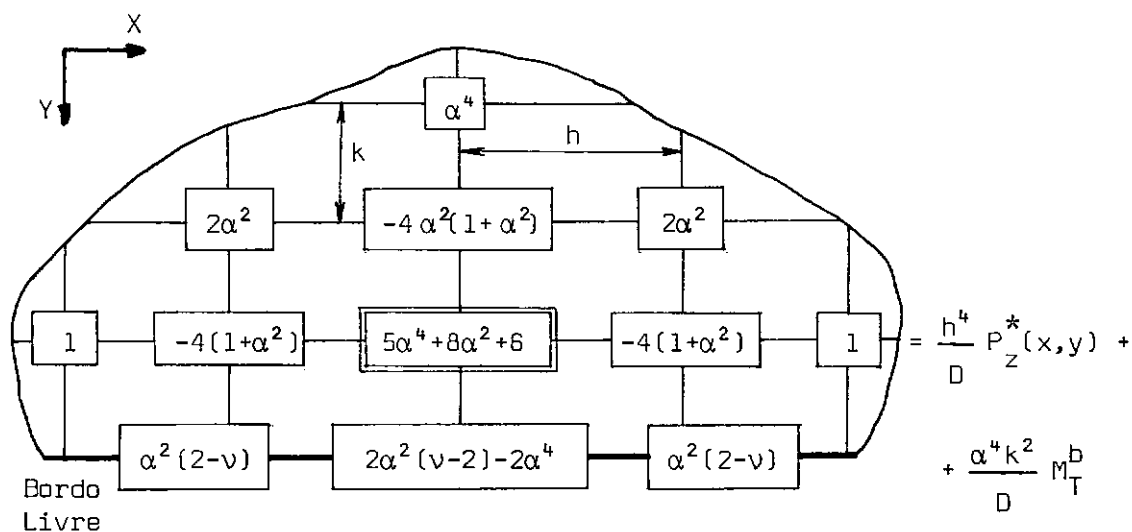 X
Y
α⁴
k
h
2α² -4α²(1+α²) 2α²
1 -4(1+α²) 5α⁴+8α²+6 -4(1+α²) 1 = h⁴/D P*z(x,y) +
α²(2-ν) 2α²(ν-2)-2α⁴ α²(2-ν) + α⁴k²/D Mᵇ_T
Bordo
Livre